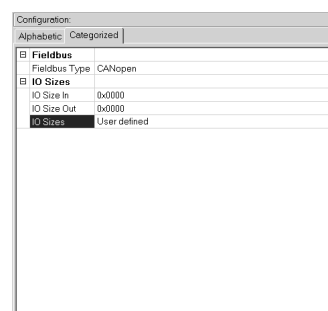 Configuration:
Alphabetic Categorized
Fieldbus
Fieldbus Type CANopen
IO Sizes
IO Size In 0x0000
IO Size Out 0x0000
IO Sizes User defined